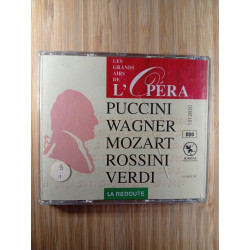 LES
GRANDS
AIRS
DE
L'OPÉRA
PUCCINI
WAGNER
MOZART
ROSSINI
VERDI
LA REDOUTE